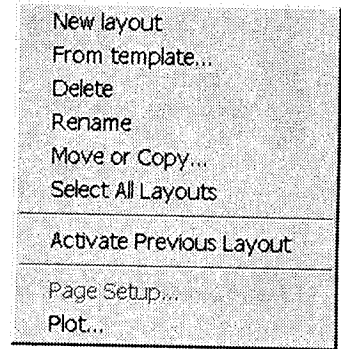 New layout
From template...
Delete
Rename
Move or Copy...
Select All Layouts
Activate Previous Layout
Page Setup...
Plot...